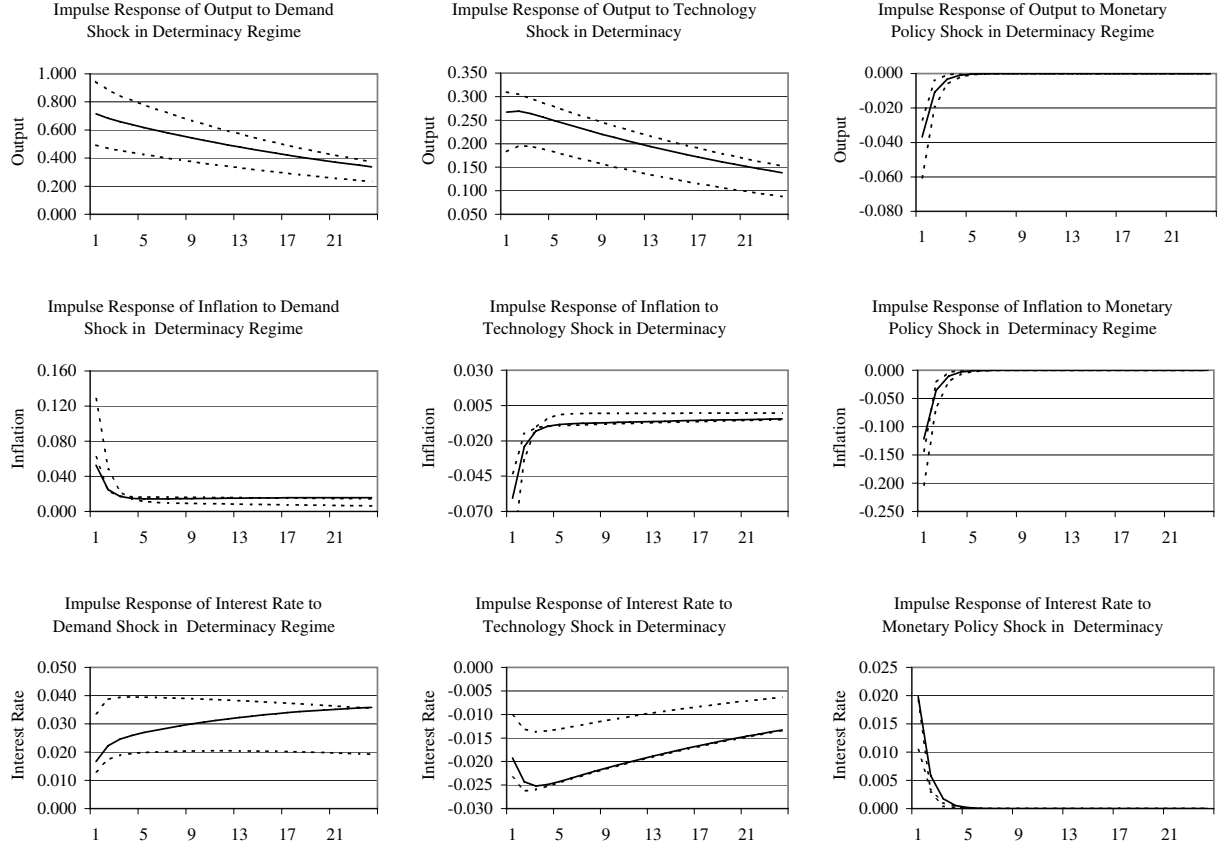 Impulse Response of Output to Demand
Shock in Determinacy Regime
1.000
0.800
0.600
0.400
0.200
0.000
Output
1 5 9 13 17 21
Impulse Response of Output to Technology
Shock in Determinacy
0.350
0.300
0.250
0.200
0.150
0.100
0.050
Output
1 5 9 13 17 21
Impulse Response of Output to Monetary
Policy Shock in Determinacy Regime
0.000
-0.020
-0.040
-0.060
-0.080
Output
1 5 9 13 17 21
Impulse Response of Inflation to Demand
Shock in Determinacy Regime
0.160
0.120
0.080
0.040
0.000
Inflation
1 5 9 13 17 21
Impulse Response of Inflation to
Technology Shock in Determinacy
0.030
0.005
-0.020
-0.045
-0.070
Inflation
1 5 9 13 17 21
Impulse Response of Inflation to Monetary
Policy Shock in Determinacy Regime
0.000
-0.050
-0.100
-0.150
-0.200
-0.250
Inflation
1 5 9 13 17 21
Impulse Response of Interest Rate to
Demand Shock in Determinacy Regime
0.050
0.040
0.030
0.020
0.010
0.000
Interest Rate
1 5 9 13 17 21
Impulse Response of Interest Rate to
Technology Shock in Determinacy
0.000
-0.005
-0.010
-0.015
-0.020
-0.025
-0.030
Interest Rate
1 5 9 13 17 21
Impulse Response of Interest Rate to
Monetary Policy Shock in Determinacy
0.025
0.020
0.015
0.010
0.005
0.000
Interest Rate
1 5 9 13 17 21